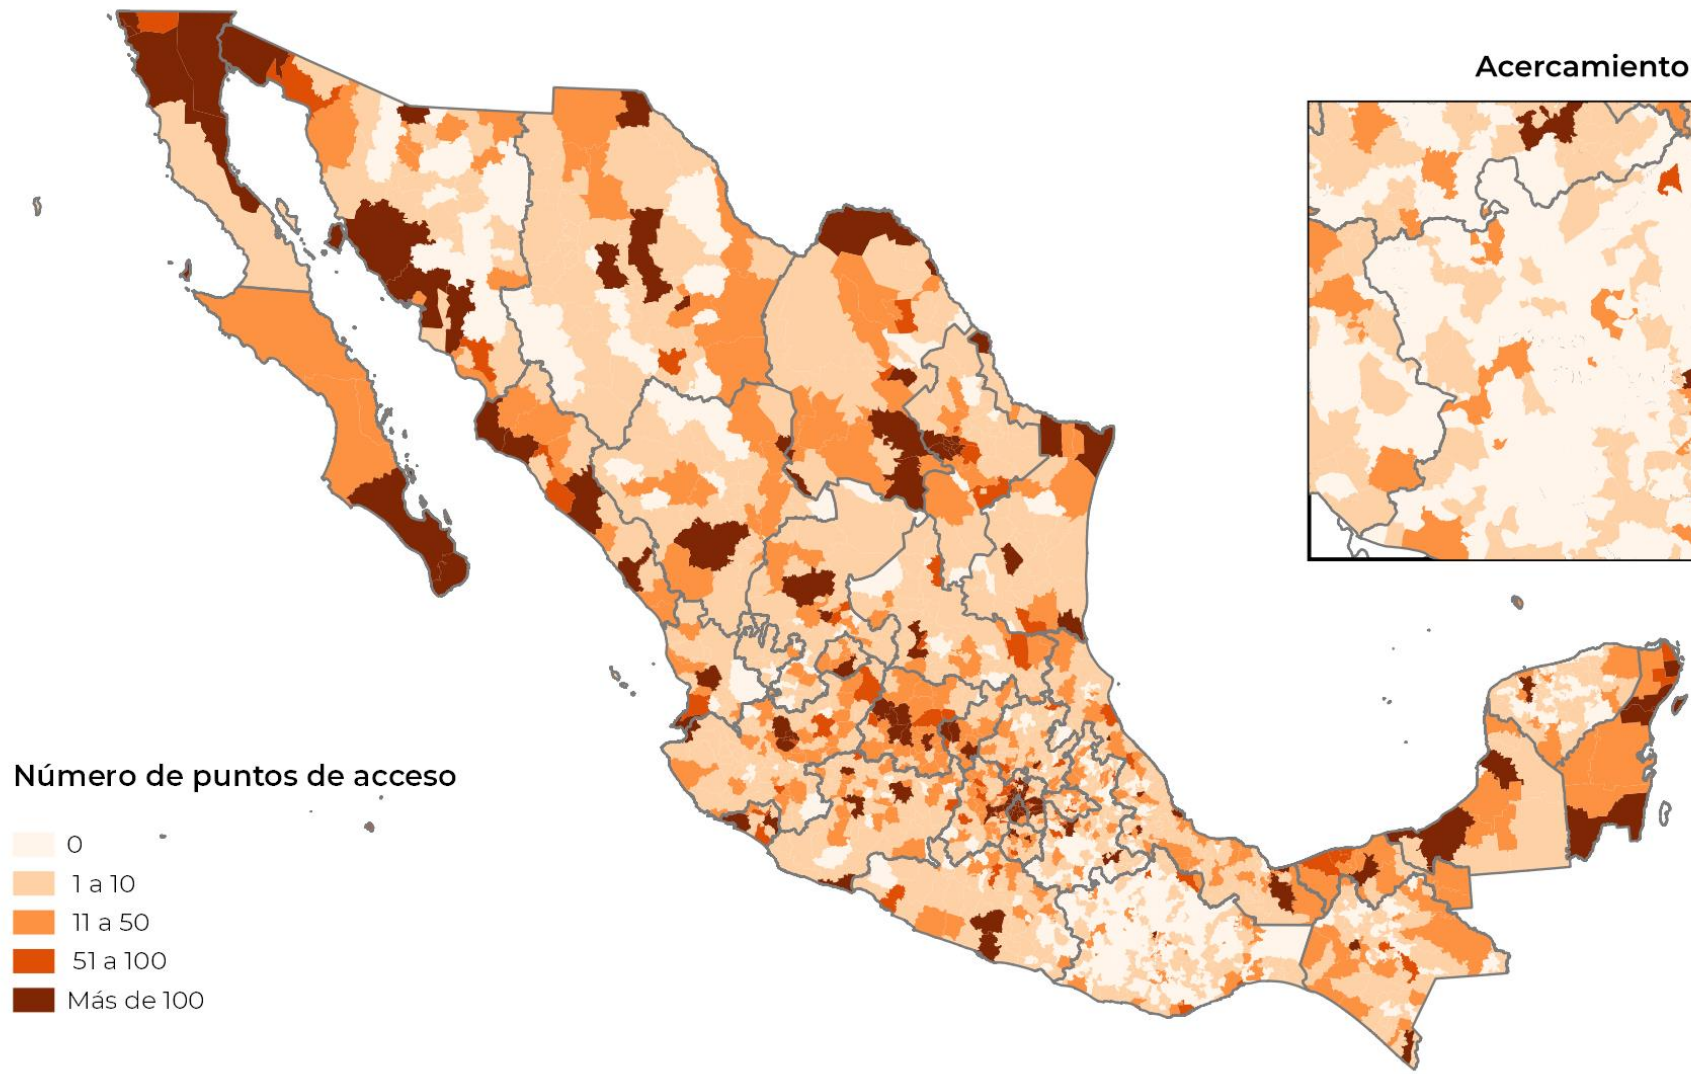 Acercamiento
Número de puntos de acceso
0
1 a 10
11 a 50
51 a 100
Más de 100